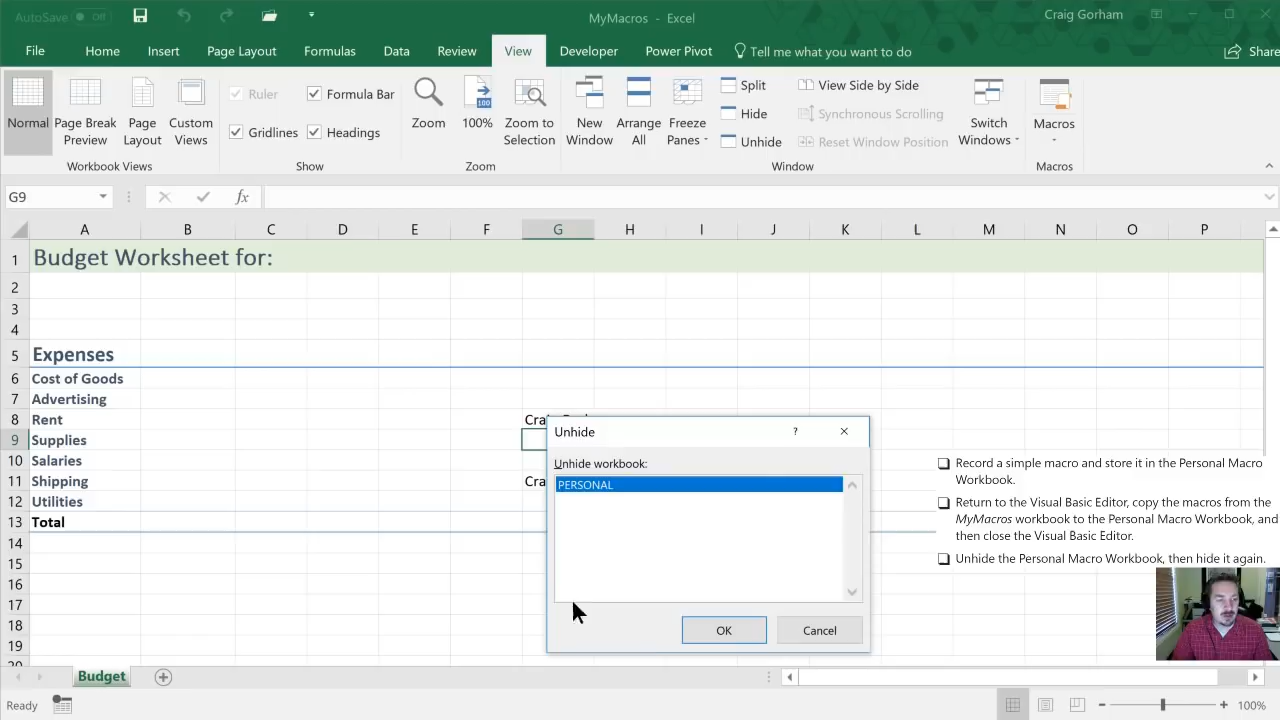 AutoSave Off
MyMacros - Excel
Craig Gorham
File Home Insert Page Layout Formulas Data Review View Developer Power Pivot Tell me what you want to do Share
Normal
Page Break
Preview
Page
Layout
Custom
Views
Workbook Views
Ruler
Formula Bar
Gridlines
Headings
Show
Zoom
100
100%
Zoom to
Selection
Zoom
New
Window
Arrange
All
Freeze
Panes
Split
Hide
Unhide
View Side by Side
Synchronous Scrolling
Reset Window Position
Switch
Windows
Window
Macros
Macros
G9
fx
A B C D E F G H I J K L M N O P
1 Budget Worksheet for:
2
3
4
5 Expenses
6 Cost of Goods
7 Advertising
8 Rent
9 Supplies
10 Salaries
11 Shipping
12 Utilities
13 Total
14
15
16
17
18
19
Unhide
?
Unhide workbook:
PERSONAL
OK
Cancel
Record a simple macro and store it in the Personal Macro
Workbook.
Return to the Visual Basic Editor, copy the macros from the
MyMacros workbook to the Personal Macro Workbook, and
then close the Visual Basic Editor.
Unhide the Personal Macro Workbook, then hide it again.
Budget
Ready
100%